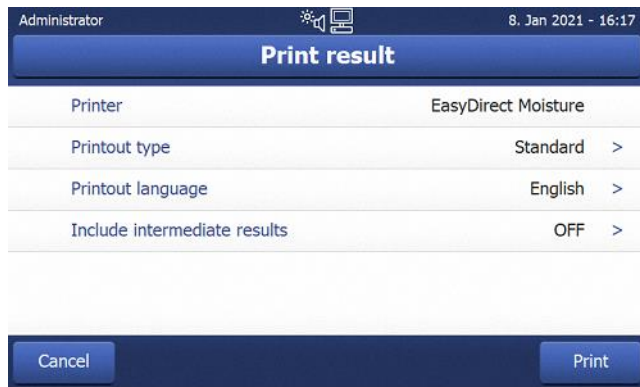 Administrator 8. Jan 2021 - 16:17
Print result
Printer EasyDirect Moisture
Printout type Standard >
Printout language English >
Include intermediate results OFF >
Cancel Print